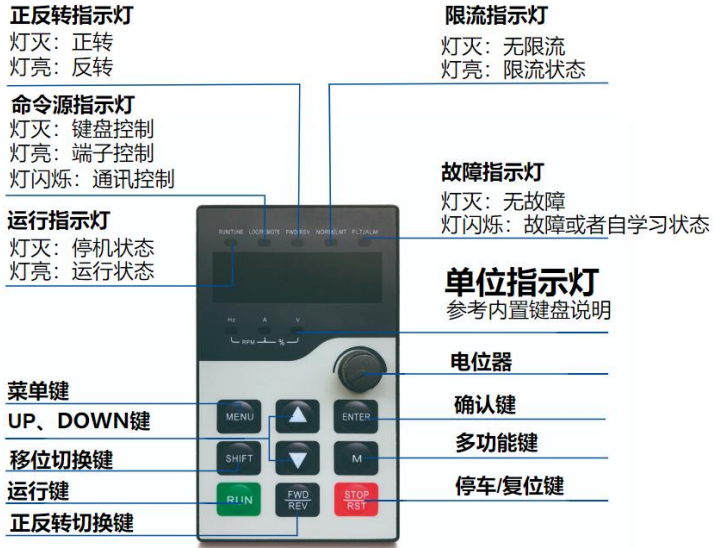 正反转指示灯
灯灭：正转
灯亮：反转
限流指示灯
灯灭：无限流
灯亮：限流状态
命令源指示灯
灯灭：键盘控制
灯亮：端子控制
灯闪烁：通讯控制
故障指示灯
灯灭：无故障
灯闪烁：故障或者自学习状态
运行指示灯
灯灭：停机状态
灯亮：运行状态
RUN/TUNE LOC/REMOTE FWD/REV NORM/LMT FLT/ALM
单位指示灯
参考内置键盘说明
Hz A V
RPM %
电位器
菜单键
MENU
ENTER
确认键
UP、DOWN键
多功能键
移位切换键
SHIFT
M
运行键
RUN
FWD
REV
STOP
RST
停车/复位键
正反转切换键